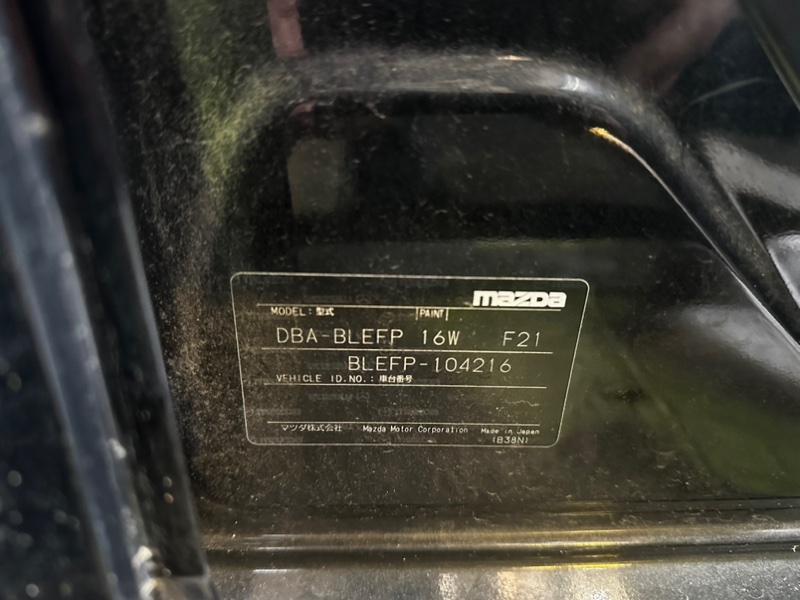 mazda
MODEL:型式 PAINT
DBA-BLEFP 16W F21
BLEFP-104216
VEHICLE ID.NO.:車台番号
マツダ株式会社 Mazda Motor Corporation Made in Japan
(B38N)